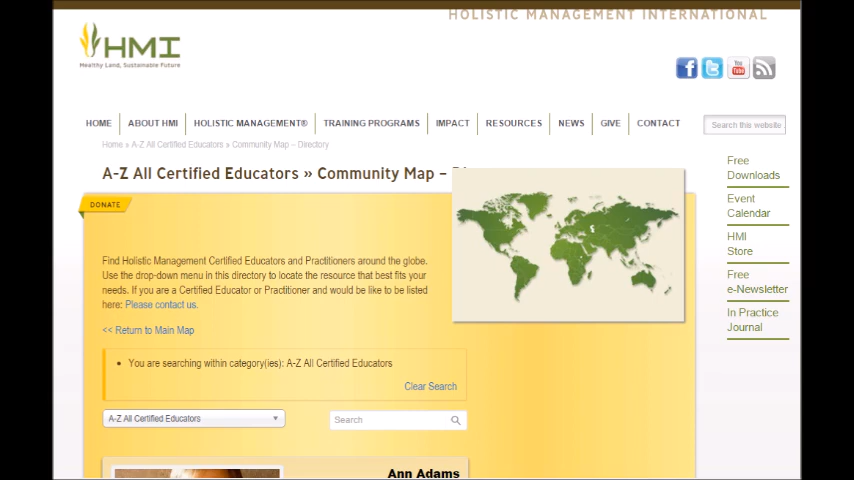 HOLISTIC MANAGEMENT INTERNATIONAL
HMI
Healthy Land, Sustainable Future
You Tube
HOME ABOUT HMI HOLISTIC MANAGEMENT® TRAINING PROGRAMS IMPACT RESOURCES NEWS GIVE CONTACT
Search this website
Home » A-Z All Certified Educators » Community Map – Directory
A-Z All Certified Educators » Community Map –
DONATE
Free
Downloads
Event
Calendar
HMI
Store
Free
e-Newsletter
In Practice
Journal
Find Holistic Management Certified Educators and Practitioners around the globe.
Use the drop-down menu in this directory to locate the resource that best fits your
needs. If you are a Certified Educator or Practitioner and would be like to be listed
here: Please contact us.
<< Return to Main Map
• You are searching within category(ies): A-Z All Certified Educators
Clear Search
A-Z All Certified Educators
Search
Ann Adams